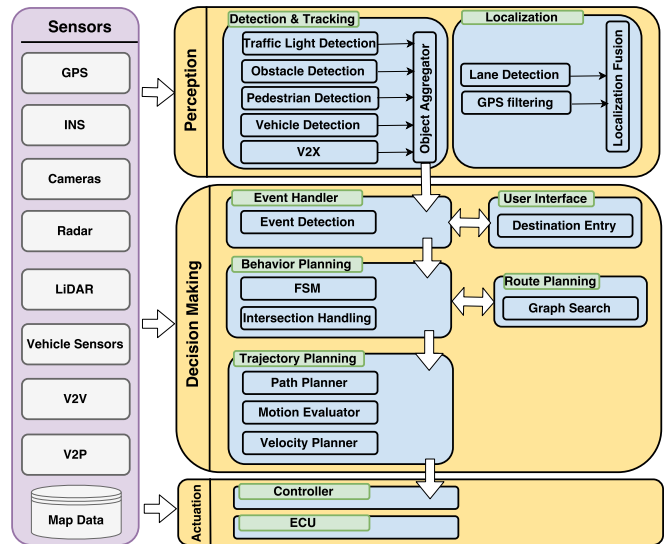 Sensors
GPS
INS
Cameras
Radar
LiDAR
Vehicle Sensors
V2V
V2P
Map Data
Perception
Detection & Tracking
Traffic Light Detection
Obstacle Detection
Pedestrian Detection
Vehicle Detection
V2X
Object Aggregator
Localization
Lane Detection
GPS filtering
Localization Fusion
Decision Making
Event Handler
Event Detection
User Interface
Destination Entry
Behavior Planning
FSM
Intersection Handling
Route Planning
Graph Search
Trajectory Planning
Path Planner
Motion Evaluator
Velocity Planner
Actuation
Controller
ECU